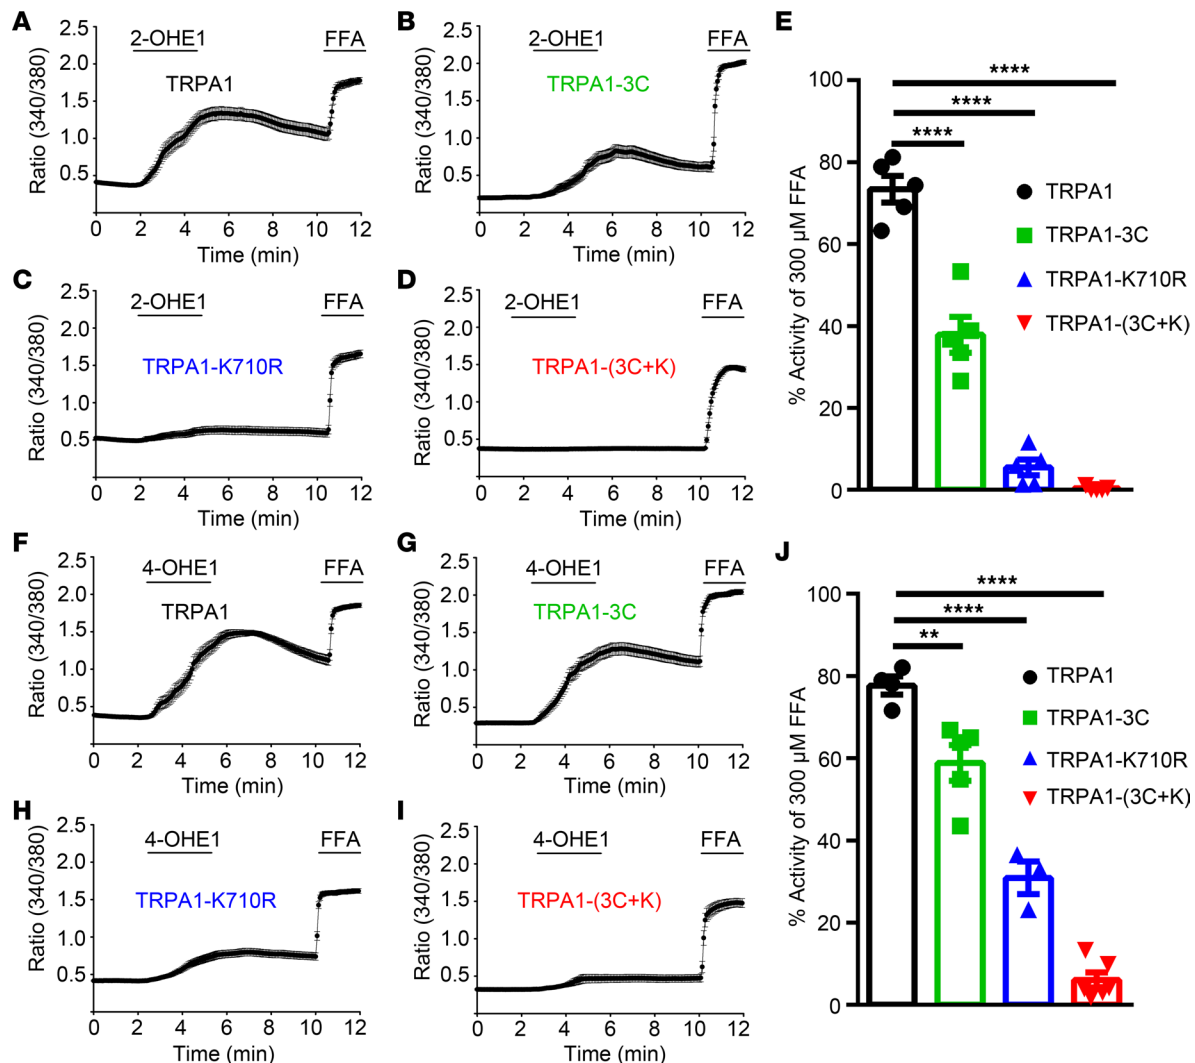 A
2-OHE1
FFA
TRPA1
Ratio (340/380)
2.5
2.0
1.5
1.0
0.5
0 2 4 6 8 10 12
Time (min)
B
2-OHE1
FFA
TRPA1-3C
Ratio (340/380)
2.5
2.0
1.5
1.0
0.5
0 2 4 6 8 10 12
Time (min)
C
2-OHE1
FFA
TRPA1-K710R
Ratio (340/380)
2.5
2.0
1.5
1.0
0.5
0 2 4 6 8 10 12
Time (min)
D
2-OHE1
FFA
TRPA1-(3C+K)
Ratio (340/380)
2.5
2.0
1.5
1.0
0.5
0 2 4 6 8 10 12
Time (min)
E
% Activity of 300 µM FFA
100
80
60
40
20
0
****
****
****
TRPA1
TRPA1-3C
TRPA1-K710R
TRPA1-(3C+K)
F
4-OHE1
FFA
TRPA1
Ratio (340/380)
2.5
2.0
1.5
1.0
0.5
0 2 4 6 8 10 12
Time (min)
G
4-OHE1
FFA
TRPA1-3C
Ratio (340/380)
2.5
2.0
1.5
1.0
0.5
0 2 4 6 8 10 12
Time (min)
H
4-OHE1
FFA
TRPA1-K710R
Ratio (340/380)
2.5
2.0
1.5
1.0
0.5
0 2 4 6 8 10 12
Time (min)
I
4-OHE1
FFA
TRPA1-(3C+K)
Ratio (340/380)
2.5
2.0
1.5
1.0
0.5
0 2 4 6 8 10 12
Time (min)
J
% Activity of 300 µM FFA
100
80
60
40
20
0
****
****
**
TRPA1
TRPA1-3C
TRPA1-K710R
TRPA1-(3C+K)